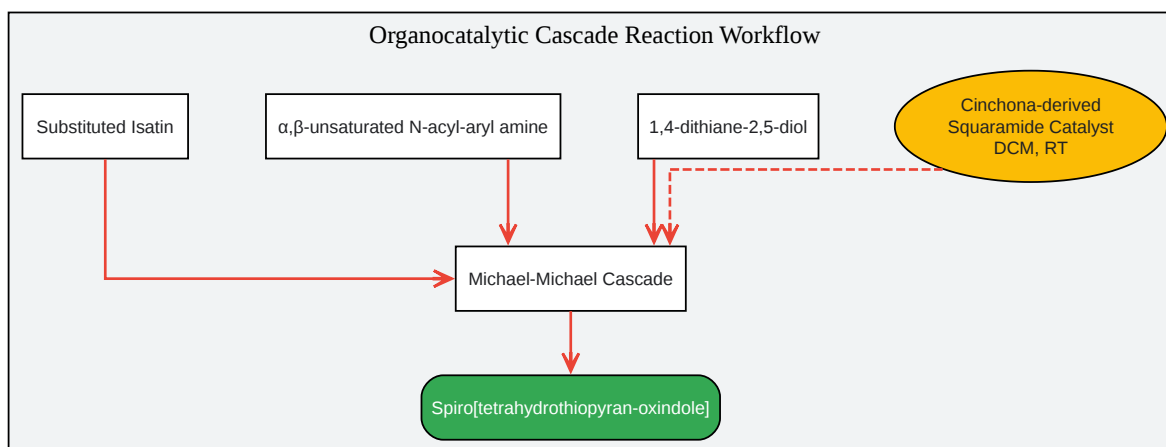 Organocatalytic Cascade Reaction Workflow
Substituted Isatin
α,β-unsaturated N-acyl-aryl amine
1,4-dithiane-2,5-diol
Cinchona-derived
Squaramide Catalyst
DCM, RT
Michael-Michael Cascade
Spiro[tetrahydrothiopyran-oxindole]